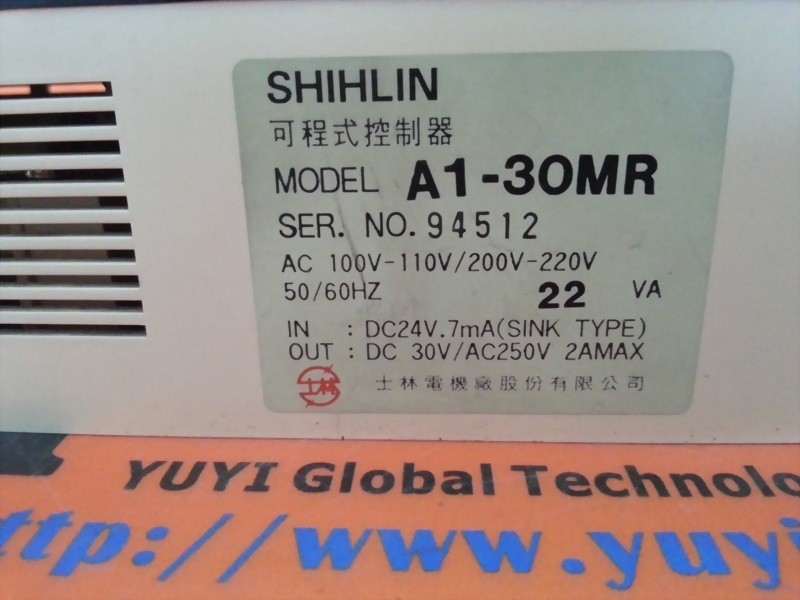 SHIHLIN
可程式控制器
MODEL A1-30MR
SER. NO. 94512
AC 100V-110V/200V-220V
50/60HZ 22 VA
IN : DC24V.7mA(SINK TYPE)
OUT : DC 30V/AC250V 2AMAX
士林 士林電機廠股份有限公司
YUYI Global Technolo
ttp://www.yuyi